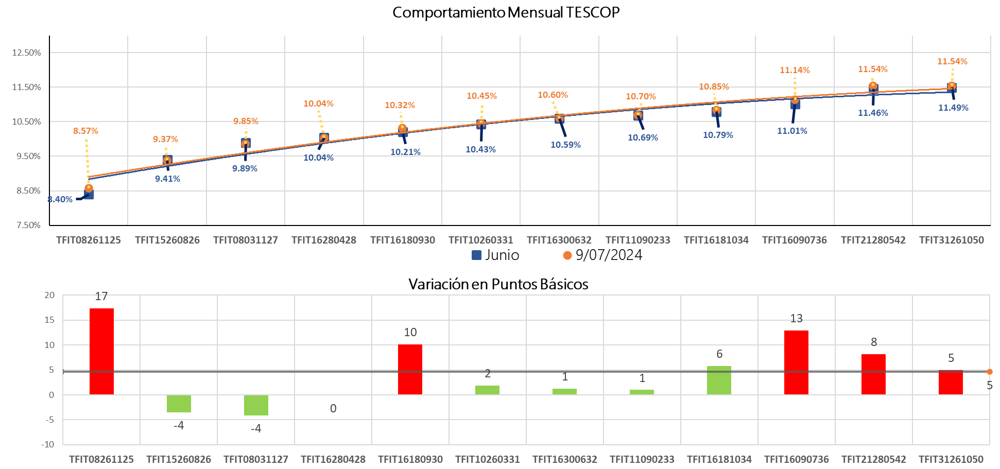 Comportamiento Mensual TESCOP
12.50%
11.50%
10.50%
9.50%
8.50%
7.50%
8.57% 9.37% 9.85% 10.04% 10.32% 10.45% 10.60% 10.70% 10.85% 11.14% 11.54% 11.54%
8.40% 9.41% 9.89% 10.04% 10.21% 10.43% 10.59% 10.69% 10.79% 11.01% 11.46% 11.49%
TFIT08261125 TFIT15260826 TFIT08031127 TFIT16280428 TFIT16180930 TFIT10260331 TFIT16300632 TFIT11090233 TFIT16181034 TFIT16090736 TFIT21280542 TFIT31261050
Junio 9/07/2024
Variación en Puntos Básicos
20
15
10
5
0
-5
-10
17 -4 -4 0 10 2 1 1 6 13 8 5 5
TFIT08261125 TFIT15260826 TFIT08031127 TFIT16280428 TFIT16180930 TFIT10260331 TFIT16300632 TFIT11090233 TFIT16181034 TFIT16090736 TFIT21280542 TFIT31261050